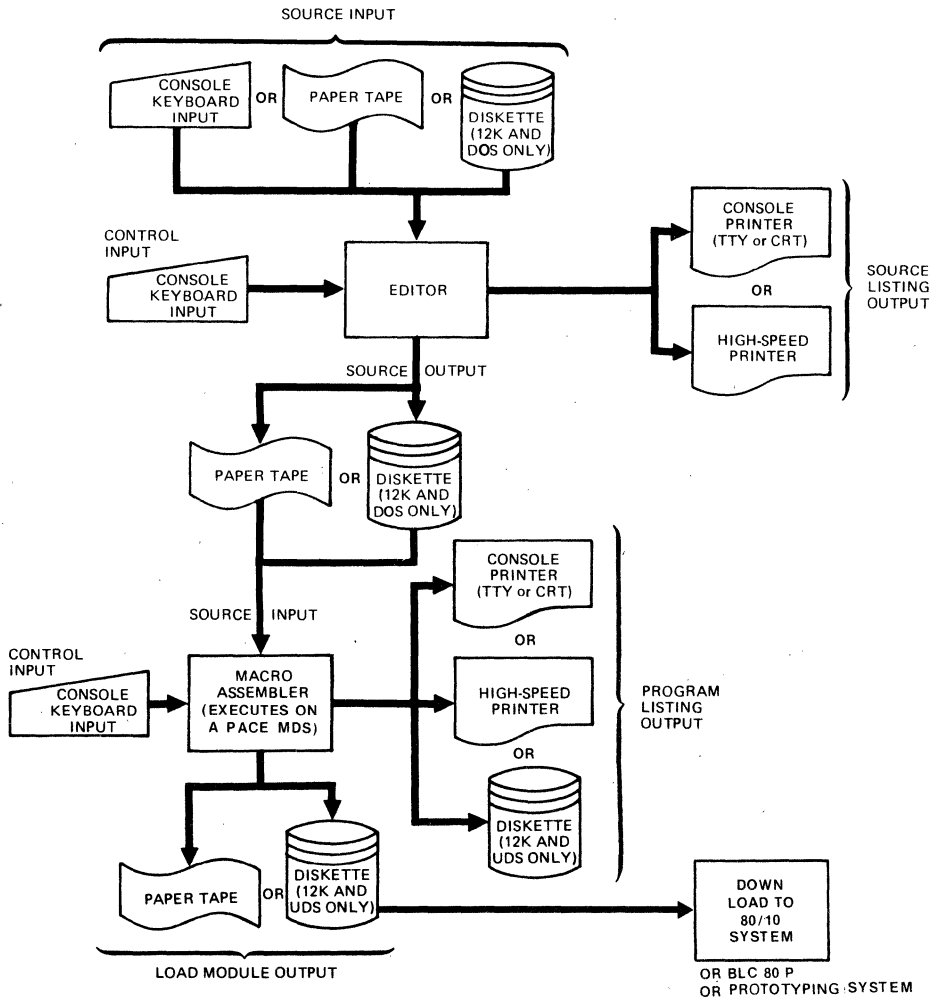 SOURCE INPUT
CONSOLE
KEYBOARD
INPUT
OR
PAPER TAPE
OR
DISKETTE
(12K AND
DOS ONLY)
CONTROL
INPUT
CONSOLE
KEYBOARD
INPUT
EDITOR
CONSOLE
PRINTER
(TTY or CRT)
OR
HIGH-SPEED
PRINTER
SOURCE
LISTING
OUTPUT
SOURCE OUTPUT
PAPER TAPE
OR
DISKETTE
(12K AND
DOS ONLY)
SOURCE INPUT
CONTROL
INPUT
CONSOLE
KEYBOARD
INPUT
MACRO
ASSEMBLER
(EXECUTES ON
A PACE MDS)
CONSOLE
PRINTER
(TTY or CRT)
OR
HIGH-SPEED
PRINTER
OR
DISKETTE
(12K AND
UDS ONLY)
PROGRAM
LISTING
OUTPUT
PAPER TAPE
OR
DISKETTE
(12K AND
UDS ONLY)
LOAD MODULE OUTPUT
DOWN
LOAD TO
80/10
SYSTEM
OR BLC 80 P
OR PROTOTYPING SYSTEM